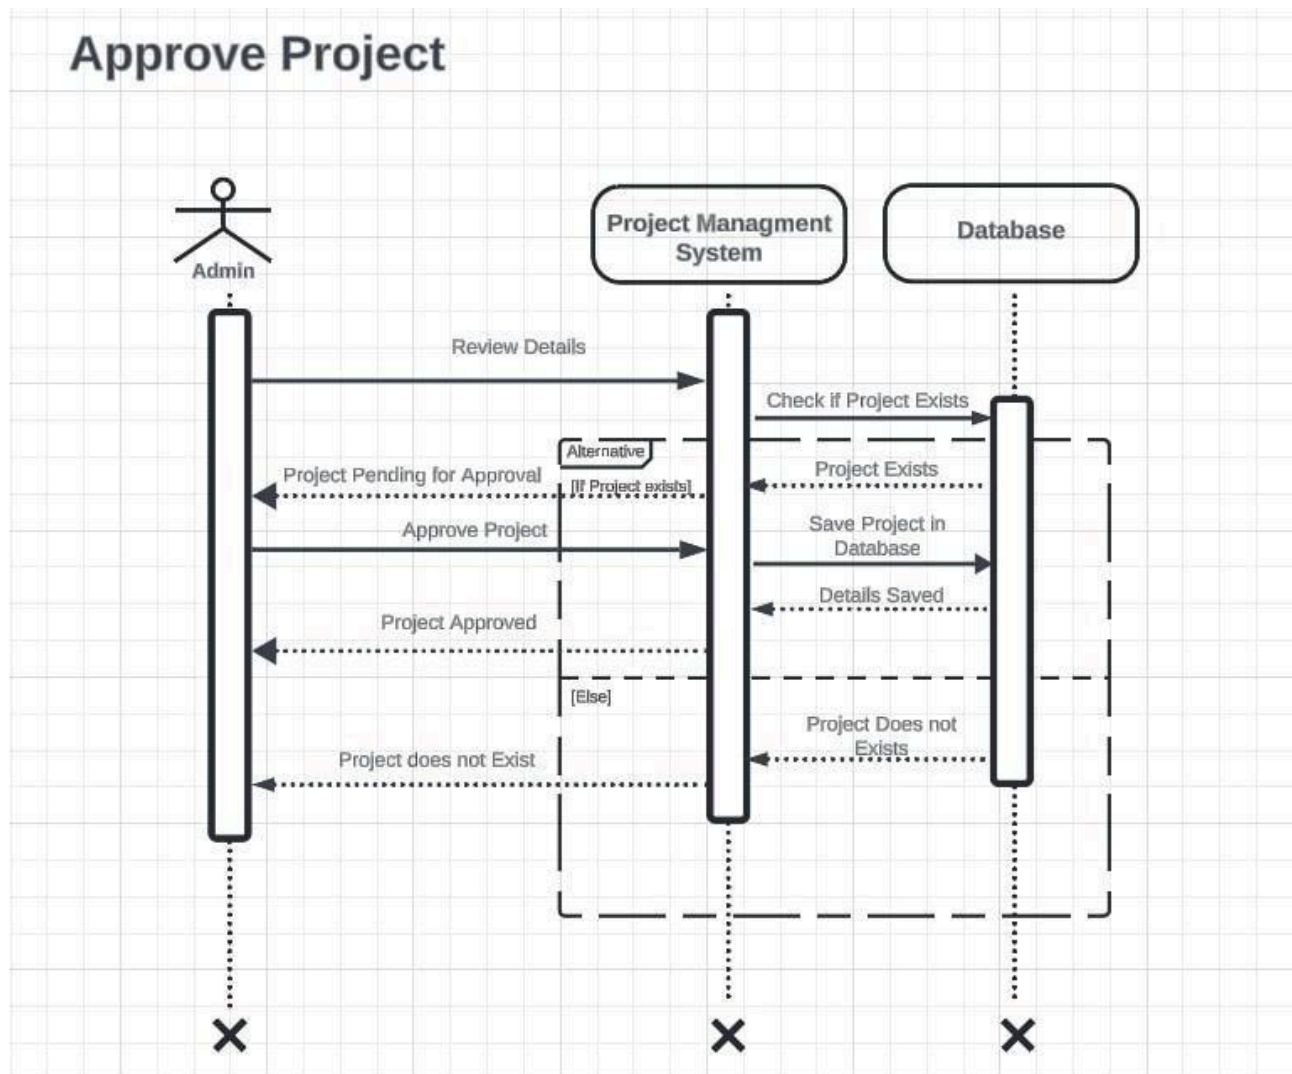 Approve Project
Admin
Project Managment
System
Database
Review Details
Check if Project Exists
Alternative
[If Project exists]
Project Pending for Approval
Project Exists
Approve Project
Save Project in
Database
Details Saved
Project Approved
[Else]
Project Does not
Exists
Project does not Exist